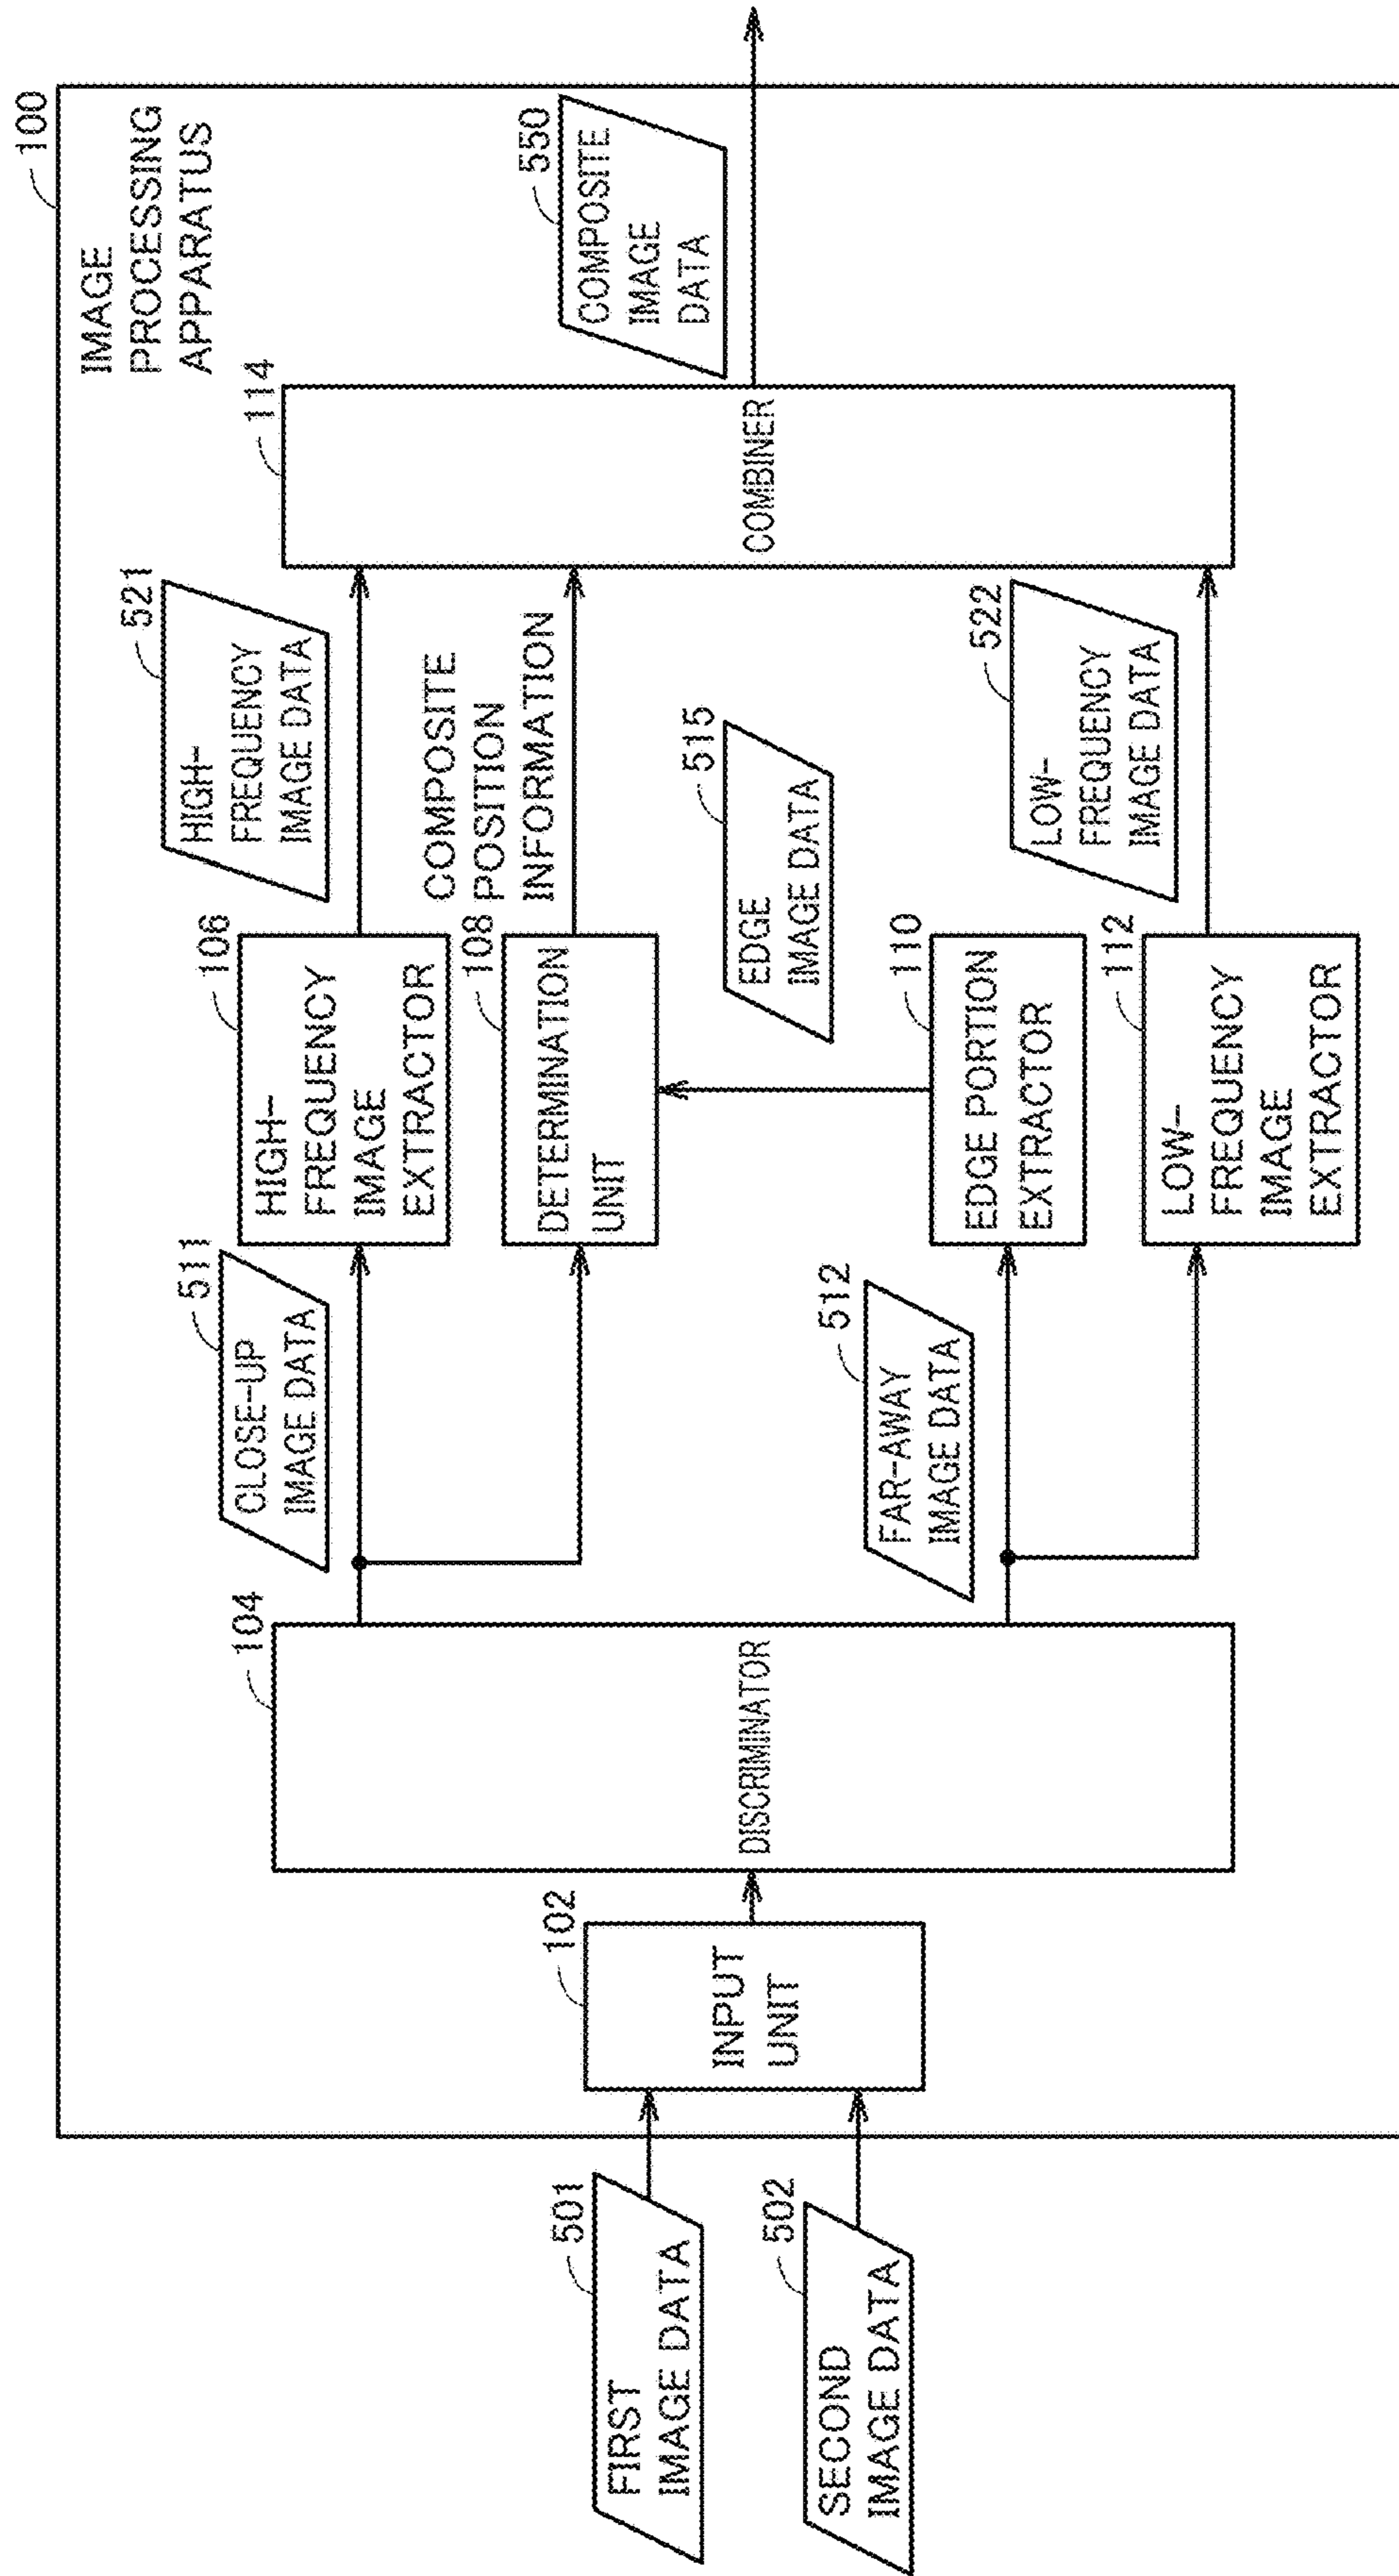 100
IMAGE
PROCESSING
APPARATUS
501
FIRST
IMAGE DATA
502
SECOND
IMAGE DATA
102
INPUT
UNIT
104
DISCRIMINATOR
511
CLOSE-UP
IMAGE DATA
512
FAR-AWAY
IMAGE DATA
106
HIGH-
FREQUENCY
IMAGE
EXTRACTOR
108
DETERMINATION
UNIT
110
EDGE PORTION
EXTRACTOR
112
LOW-
FREQUENCY
IMAGE
EXTRACTOR
521
HIGH-
FREQUENCY
IMAGE DATA
COMPOSITE
POSITION
INFORMATION
515
EDGE
IMAGE DATA
522
LOW-
FREQUENCY
IMAGE DATA
114
COMBINER
550
COMPOSITE
IMAGE
DATA